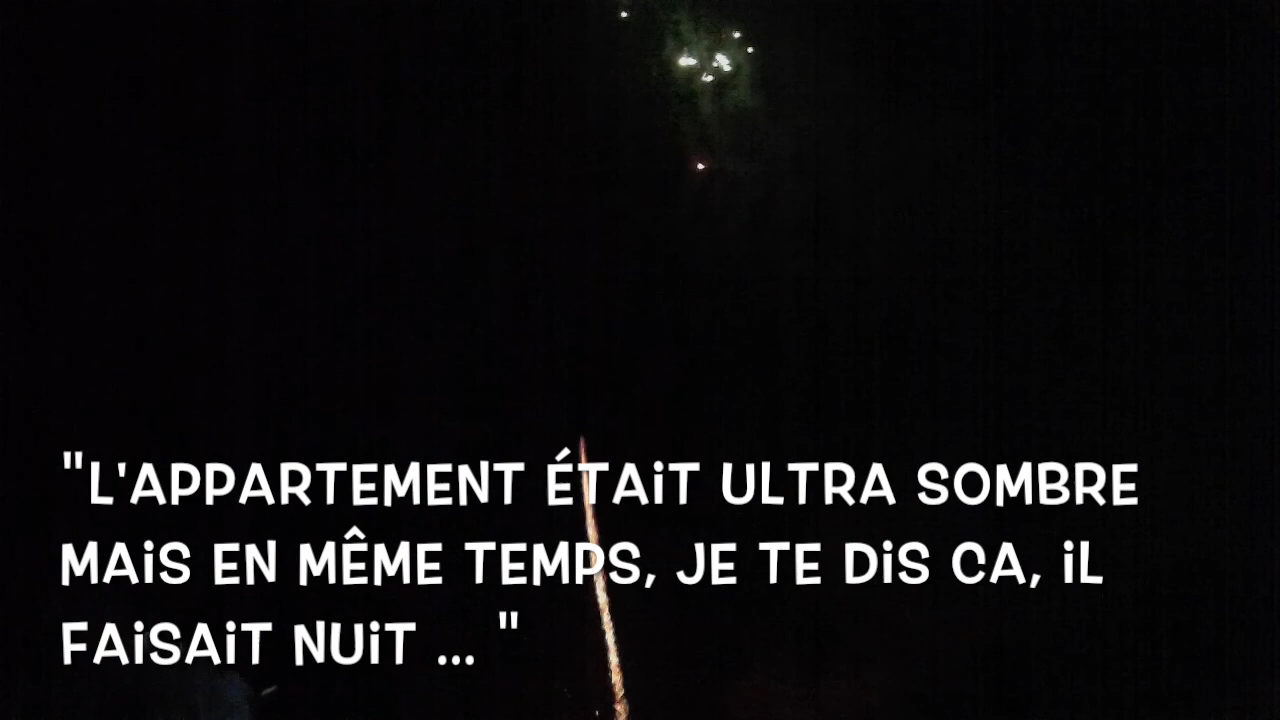 "L'APPARTEMENT ÉTAIT ULTRA SOMBRE
MAIS EN MÊME TEMPS, JE TE DIS CA, IL
FAISAIT NUIT ... "